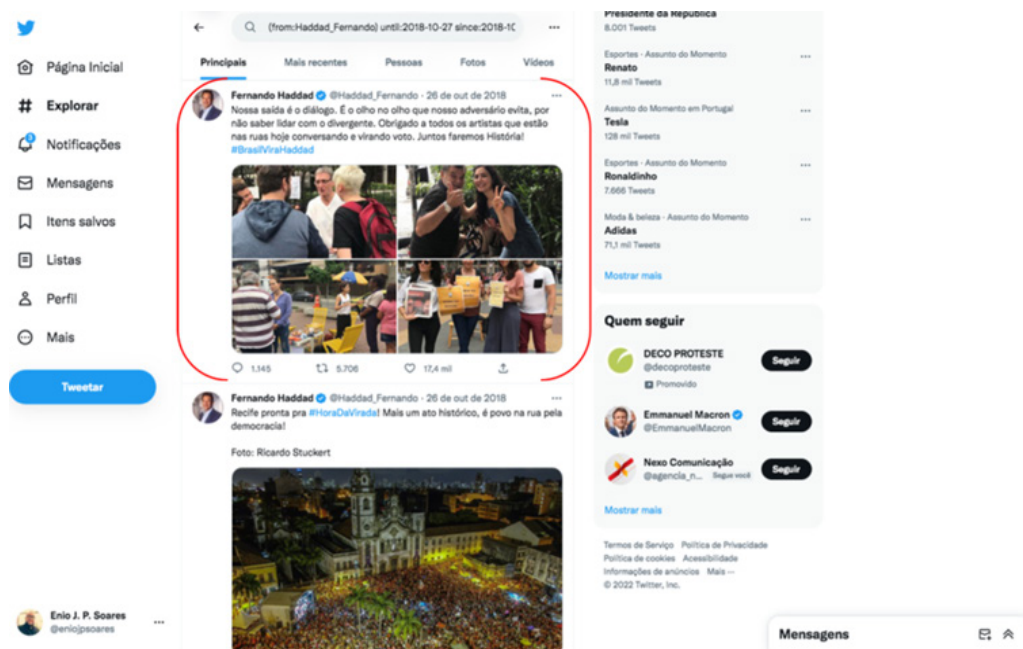 Página Inicial
Explorar
3
Notificações
Mensagens
Itens salvos
Listas
Perfil
Mais
Tweetar
Enio J. P. Soares
@eniojpsoares
(from:Haddad_Fernando) until:2018-10-27 since:2018-10
Principais Mais recentes Pessoas Fotos Vídeos
Fernando Haddad @Haddad_Fernando · 26 de out de 2018
Nossa saída é o diálogo. É o olho no olho que nosso adversário evita, por
não saber lidar com o divergente. Obrigado a todos os artistas que estão
nas ruas hoje conversando e virando voto. Juntos faremos História!
#BrasilViraHaddad
1.145 5.706 17,4 mil
Fernando Haddad @Haddad_Fernando · 26 de out de 2018
Recife pronta pra #HoraDaVirada! Mais um ato histórico, é povo na rua pela
democracia!
Foto: Ricardo Stuckert
Presidente da República
8.001 Tweets
Esportes · Assunto do Momento
Renato
11,8 mil Tweets
Assunto do Momento em Portugal
Tesla
128 mil Tweets
Esportes · Assunto do Momento
Ronaldinho
7.666 Tweets
Moda & beleza · Assunto do Momento
Adidas
71,1 mil Tweets
Mostrar mais
Quem seguir
DECO PROTESTE
@decoproteste
Seguir
Promovido
Emmanuel Macron
@EmmanuelMacron
Seguir
Nexo Comunicação
@agencia_n... Segue você
Seguir
Mostrar mais
Termos de Serviço Política de Privacidade
Política de cookies Acessibilidade
Informações de anúncios Mais ···
© 2022 Twitter, Inc.
Mensagens